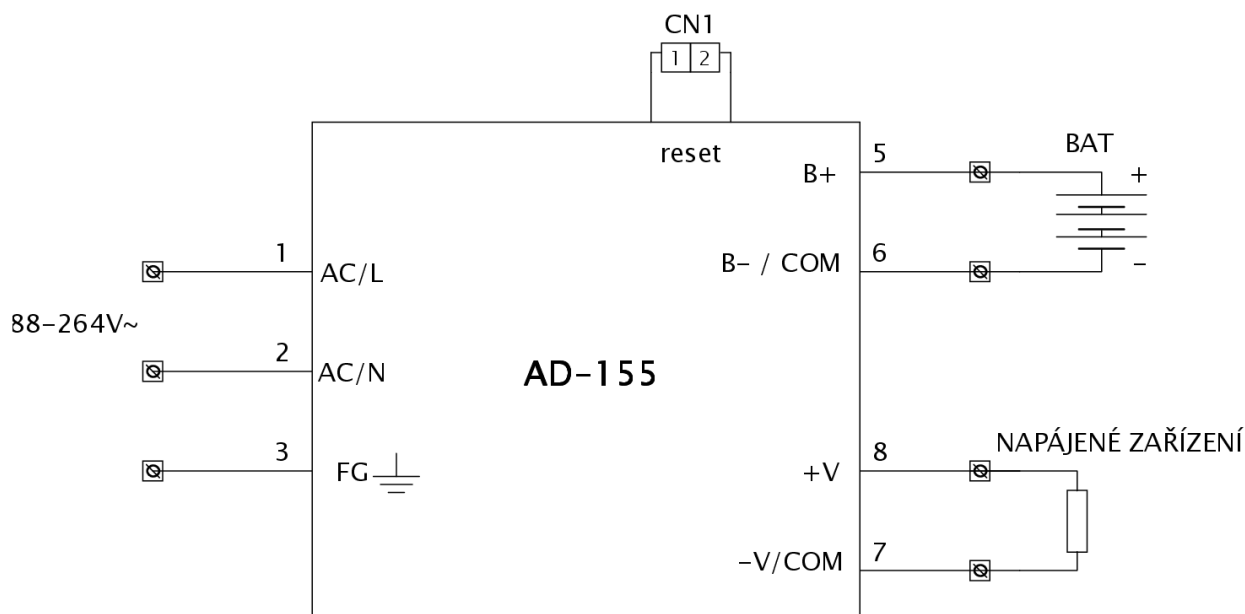 CN1
1 2
reset
5
BAT
B+
+
1
AC/L
B- / COM
6
-
88-264V~
2
AC/N
AD-155
3
FG
+V
8
NAPÁJENÉ ZAŘÍZENÍ
-V/COM
7